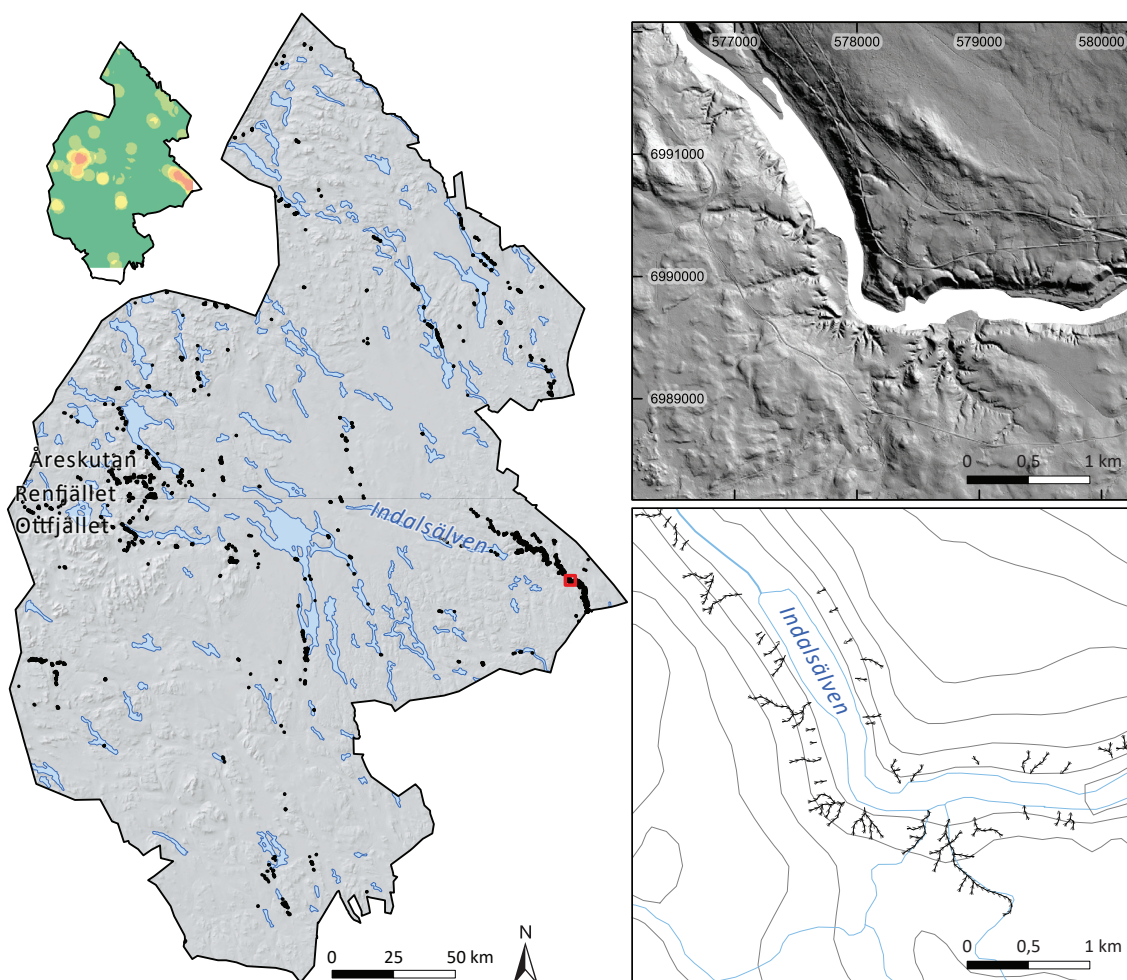 Åreskutan
Renfjället
Ottfjället
Indalsälven
N
0 25 50 km
577000 578000 579000 580000
6991000
6990000
6989000
0 0,5 1 km
Indalsälven
0 0,5 1 km